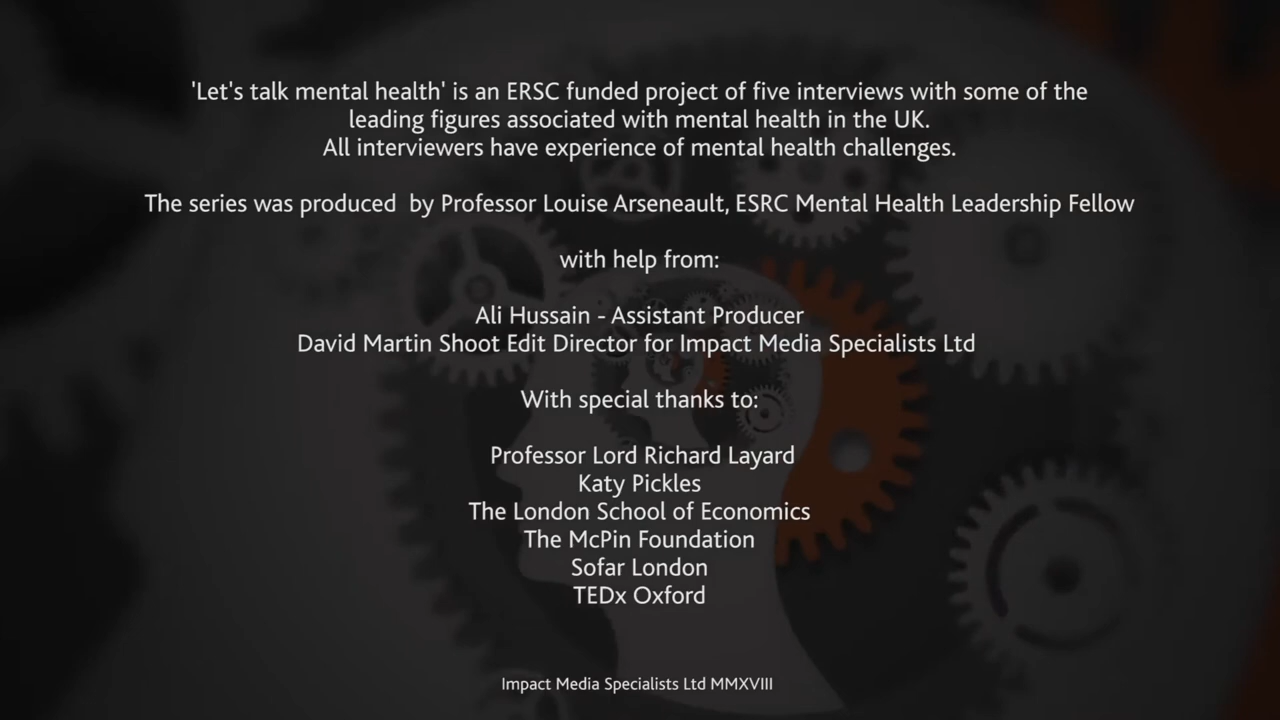 'Let's talk mental health' is an ERSC funded project of five interviews with some of the
leading figures associated with mental health in the UK.
All interviewers have experience of mental health challenges.
The series was produced  by Professor Louise Arseneault, ESRC Mental Health Leadership Fellow
with help from:
Ali Hussain - Assistant Producer
David Martin Shoot Edit Director for Impact Media Specialists Ltd
With special thanks to:
Professor Lord Richard Layard
Katy Pickles
The London School of Economics
The McPin Foundation
Sofar London
TEDx Oxford
Impact Media Specialists Ltd MMXVIII